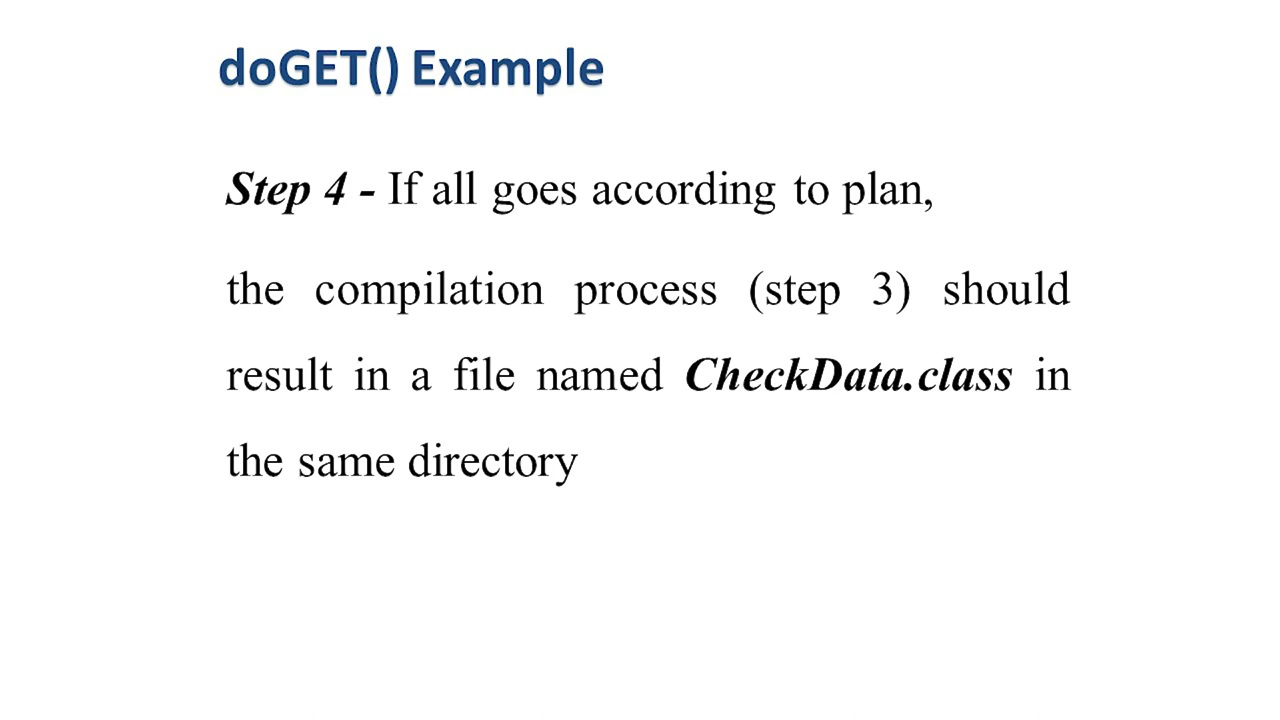 doGET() Example
Step 4 - If all goes according to plan,
the compilation process (step 3) should
result in a file named CheckData.class in
the same directory